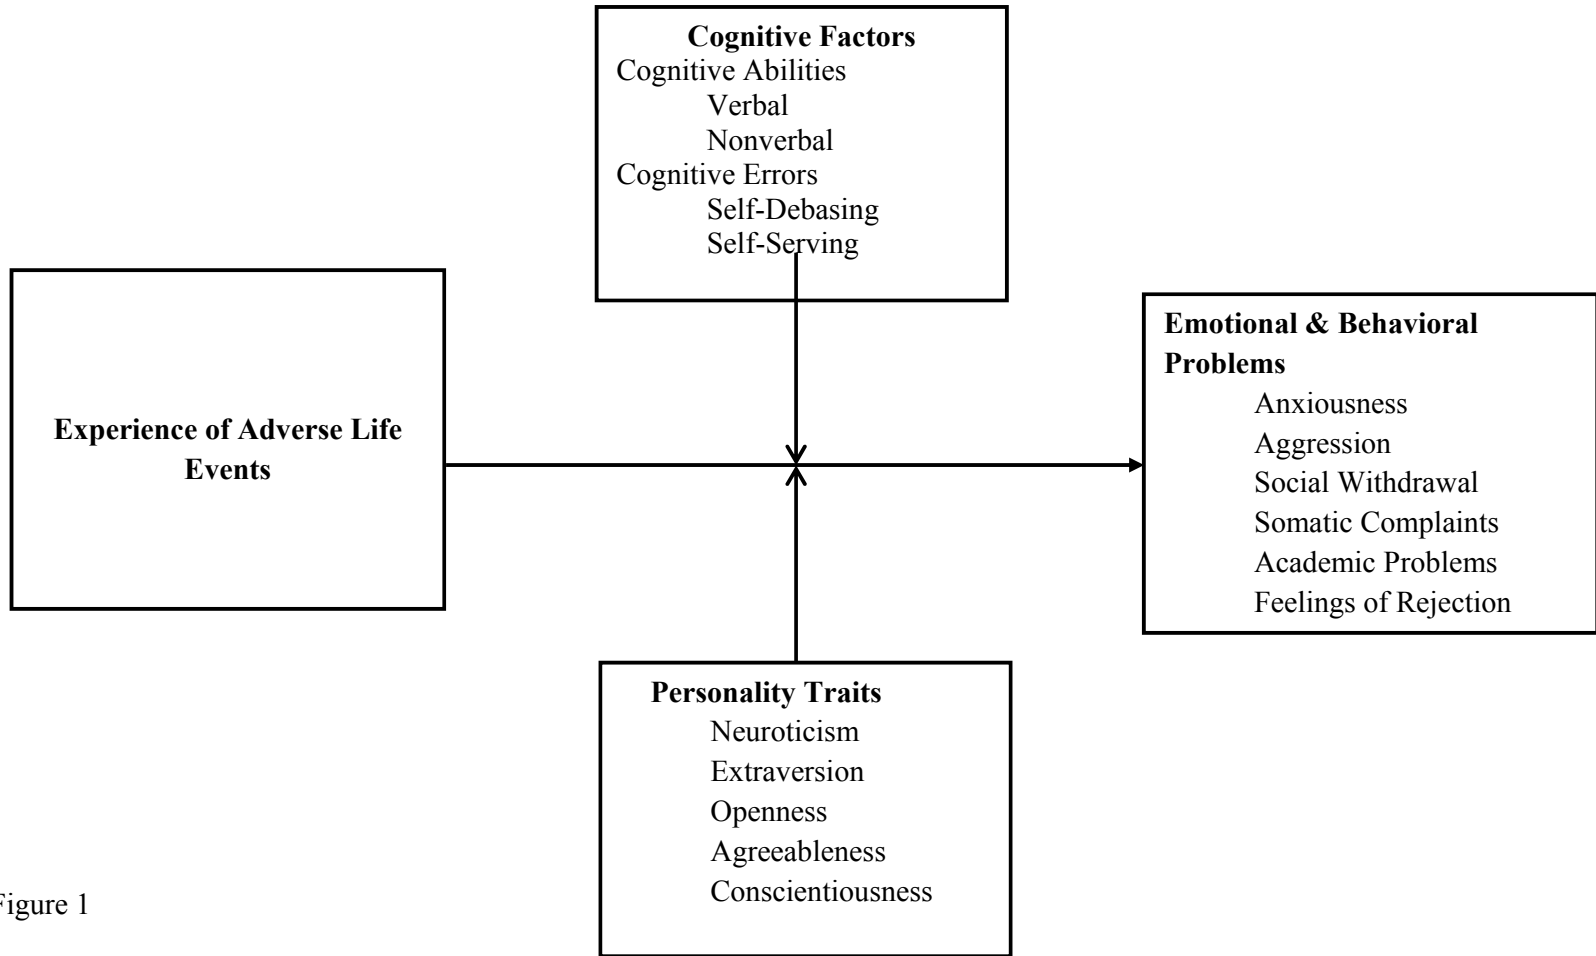 Cognitive Factors
Cognitive Abilities
Verbal
Nonverbal
Cognitive Errors
Self-Debasing
Self-Serving
Experience of Adverse Life
Events
Emotional & Behavioral
Problems
Anxiousness
Aggression
Social Withdrawal
Somatic Complaints
Academic Problems
Feelings of Rejection
Personality Traits
Neuroticism
Extraversion
Openness
Agreeableness
Conscientiousness
Figure 1